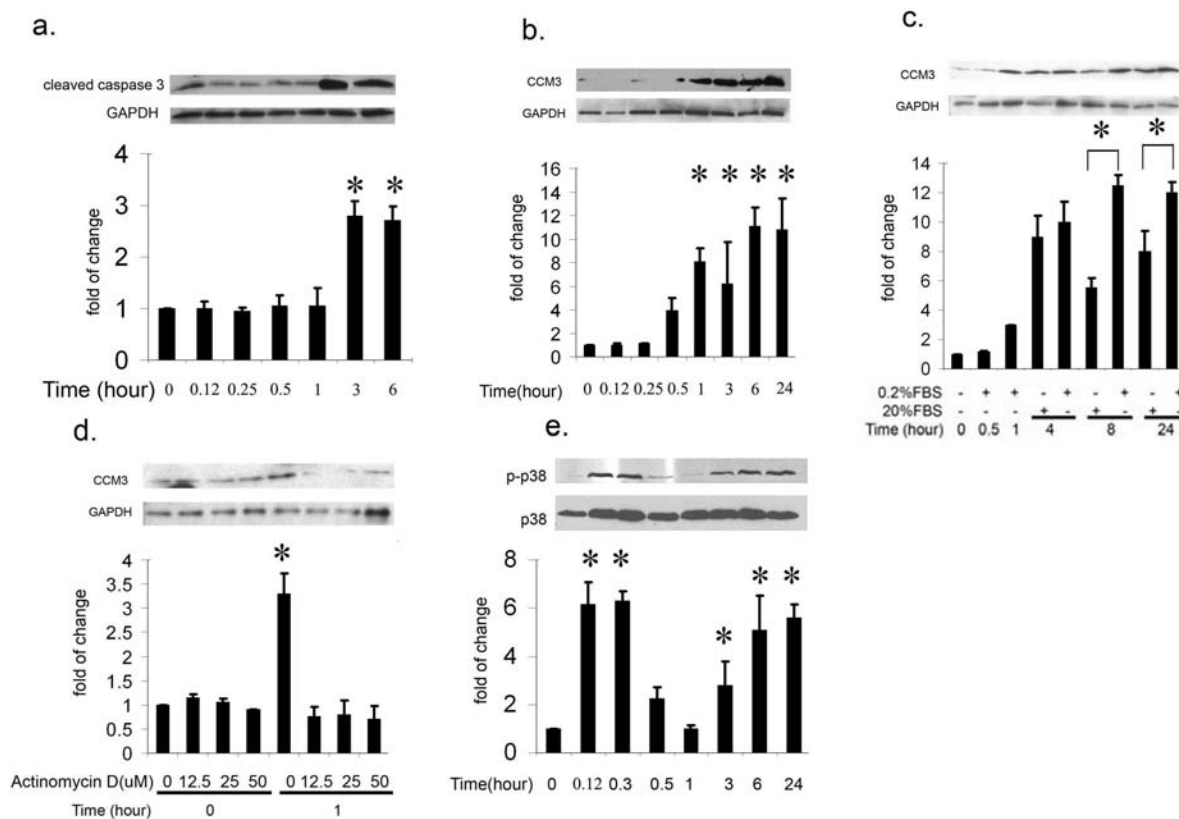 a.
cleaved caspase 3
GAPDH
fold of change
4
3
2
1
0
* *
Time (hour) 0 0.12 0.25 0.5 1 3 6
b.
CCM3
GAPDH
fold of change
16
14
12
10
8
6
4
2
0
* * * *
Time(hour) 0 0.12 0.25 0.5 1 3 6 24
c.
CCM3
GAPDH
fold of change
14
12
10
8
6
4
2
0
* *
0.2%FBS - + + - + - + - +
20%FBS - - - + - + - + -
Time (hour) 0 0.5 1 4 8 24
d.
CCM3
GAPDH
fold of change
4
3.5
3
2.5
2
1.5
1
0.5
0
*
Actinomycin D(uM) 0 12.5 25 50 0 12.5 25 50
Time (hour) 0 1
e.
p-p38
p38
fold of change
8
6
4
2
0
* * * * *
Time(hour) 0 0.12 0.3 0.5 1 3 6 24